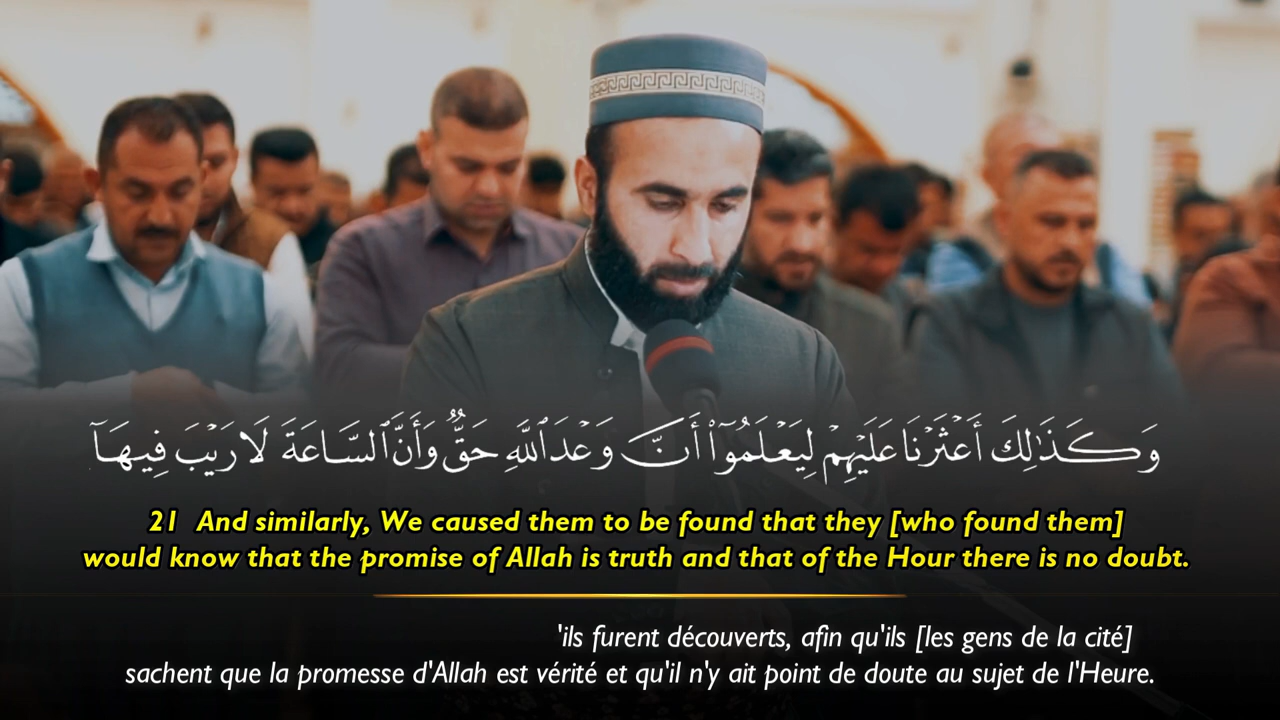 وَكَذَٰلِكَ أَعْثَرْنَا عَلَيْهِمْ لِيَعْلَمُوٓا۟ أَنَّ وَعْدَ ٱللَّهِ حَقٌّ وَأَنَّ ٱلسَّاعَةَ لَا رَيْبَ فِيهَآ
21 And similarly, We caused them to be found that they [who found them]
would know that the promise of Allah is truth and that of the Hour there is no doubt.
'ils furent découverts, afin qu'ils [les gens de la cité]
sachent que la promesse d'Allah est vérité et qu'il n'y ait point de doute au sujet de l'Heure.